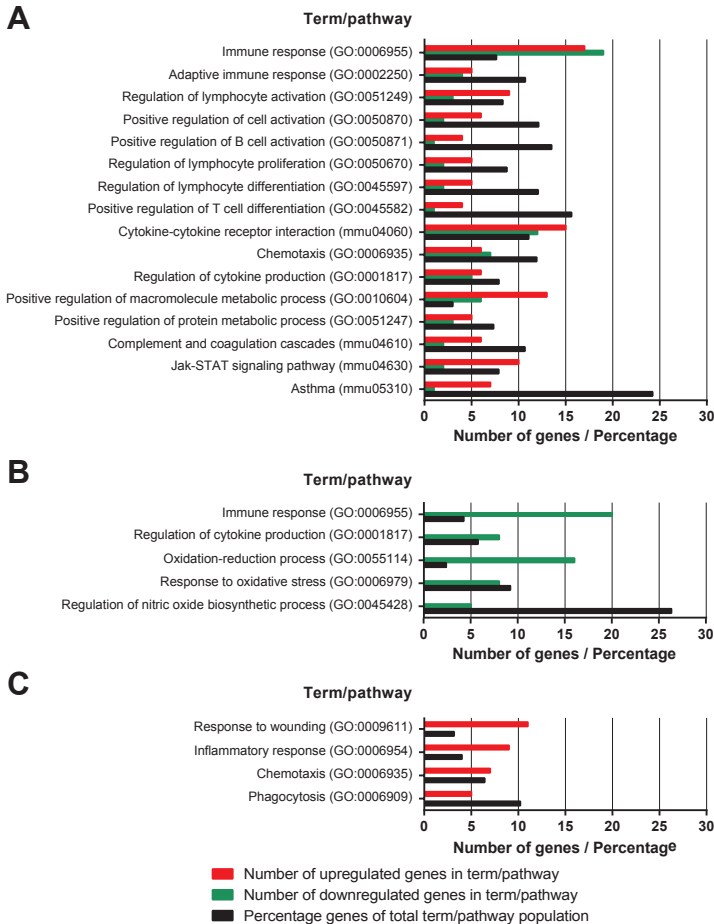 A
Term/pathway
Immune response (GO:0006955)
Adaptive immune response (GO:0002250)
Regulation of lymphocyte activation (GO:0051249)
Positive regulation of cell activation (GO:0050870)
Positive regulation of B cell activation (GO:0050871)
Regulation of lymphocyte proliferation (GO:0050670)
Regulation of lymphocyte differentiation (GO:0045597)
Positive regulation of T cell differentiation (GO:0045582)
Cytokine-cytokine receptor interaction (mmu04060)
Chemotaxis (GO:0006935)
Regulation of cytokine production (GO:0001817)
Positive regulation of macromolecule metabolic process (GO:0010604)
Positive regulation of protein metabolic process (GO:0051247)
Complement and coagulation cascades (mmu04610)
Jak-STAT signaling pathway (mmu04630)
Asthma (mmu05310)
0 5 10 15 20 25 30
Number of genes / Percentage
B
Term/pathway
Immune response (GO:0006955)
Regulation of cytokine production (GO:0001817)
Oxidation-reduction process (GO:0055114)
Response to oxidative stress (GO:0006979)
Regulation of nitric oxide biosynthetic process (GO:0045428)
0 5 10 15 20 25 30
Number of genes / Percentage
C
Term/pathway
Response to wounding (GO:0009611)
Inflammatory response (GO:0006954)
Chemotaxis (GO:0006935)
Phagocytosis (GO:0006909)
0 5 10 15 20 25 30
Number of genes / Percentage
Number of upregulated genes in term/pathway
Number of downregulated genes in term/pathway
Percentage genes of total term/pathway population